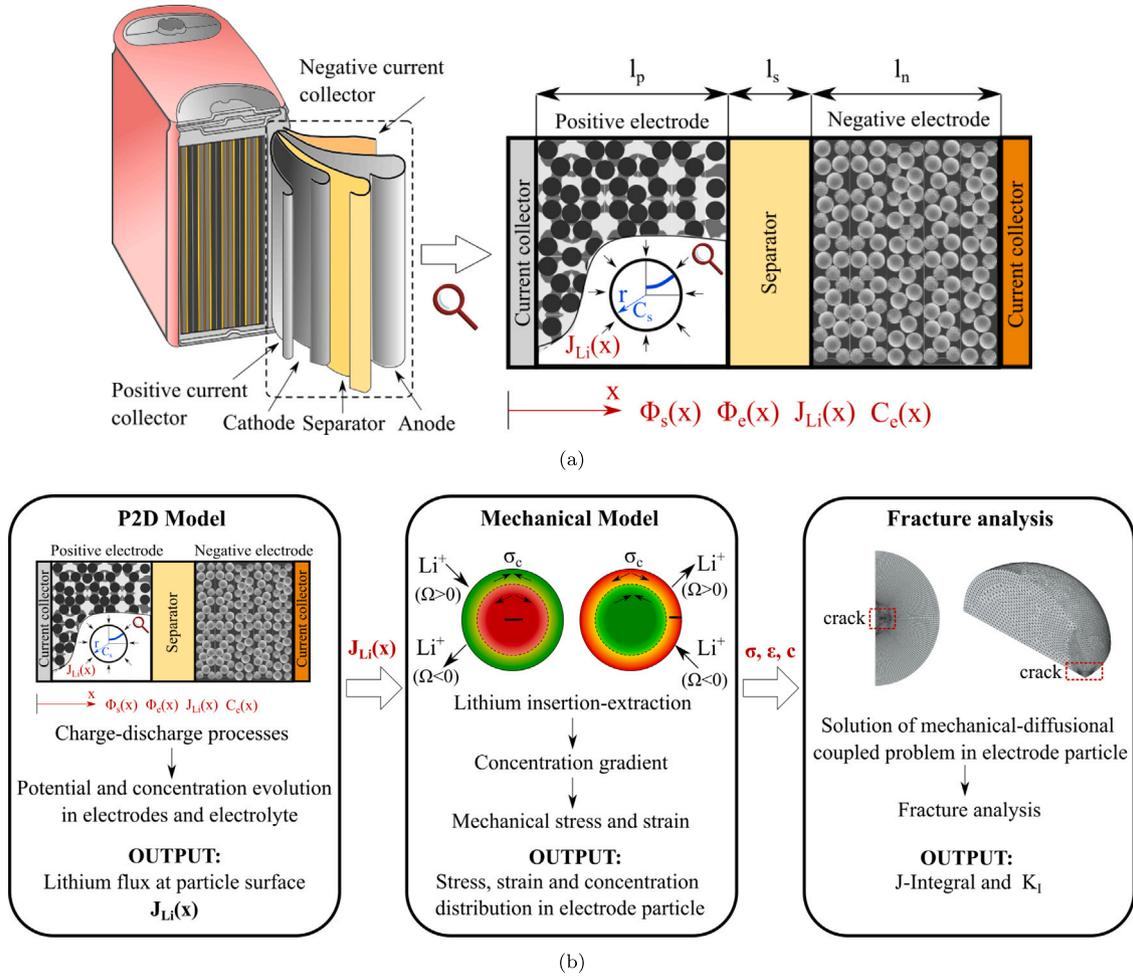 Negative current
collector
Positive current
collector
Cathode
Separator
Anode
l_p
l_s
l_n
Positive electrode
Negative electrode
Current collector
Separator
Current collector
r
C_s
J_Li(x)
x
Φ_s(x) Φ_e(x) J_Li(x) C_e(x)
(a)
P2D Model
Positive electrode
Negative electrode
Current collector
Separator
Current collector
r
C_s
J_Li(x)
x
Φ_s(x) Φ_e(x) J_Li(x) C_e(x)
Charge-discharge processes
Potential and concentration evolution
in electrodes and electrolyte
OUTPUT:
Lithium flux at particle surface
J_Li(x)
J_Li(x)
Mechanical Model
Li⁺
(Ω>0)
σ_c
σ_c
Li⁺
(Ω>0)
Li⁺
(Ω<0)
Li⁺
(Ω<0)
Lithium insertion-extraction
Concentration gradient
Mechanical stress and strain
OUTPUT:
Stress, strain and concentration
distribution in electrode particle
σ, ε, c
Fracture analysis
crack
crack
Solution of mechanical-diffusional
coupled problem in electrode particle
Fracture analysis
OUTPUT:
J-Integral and K_I
(b)